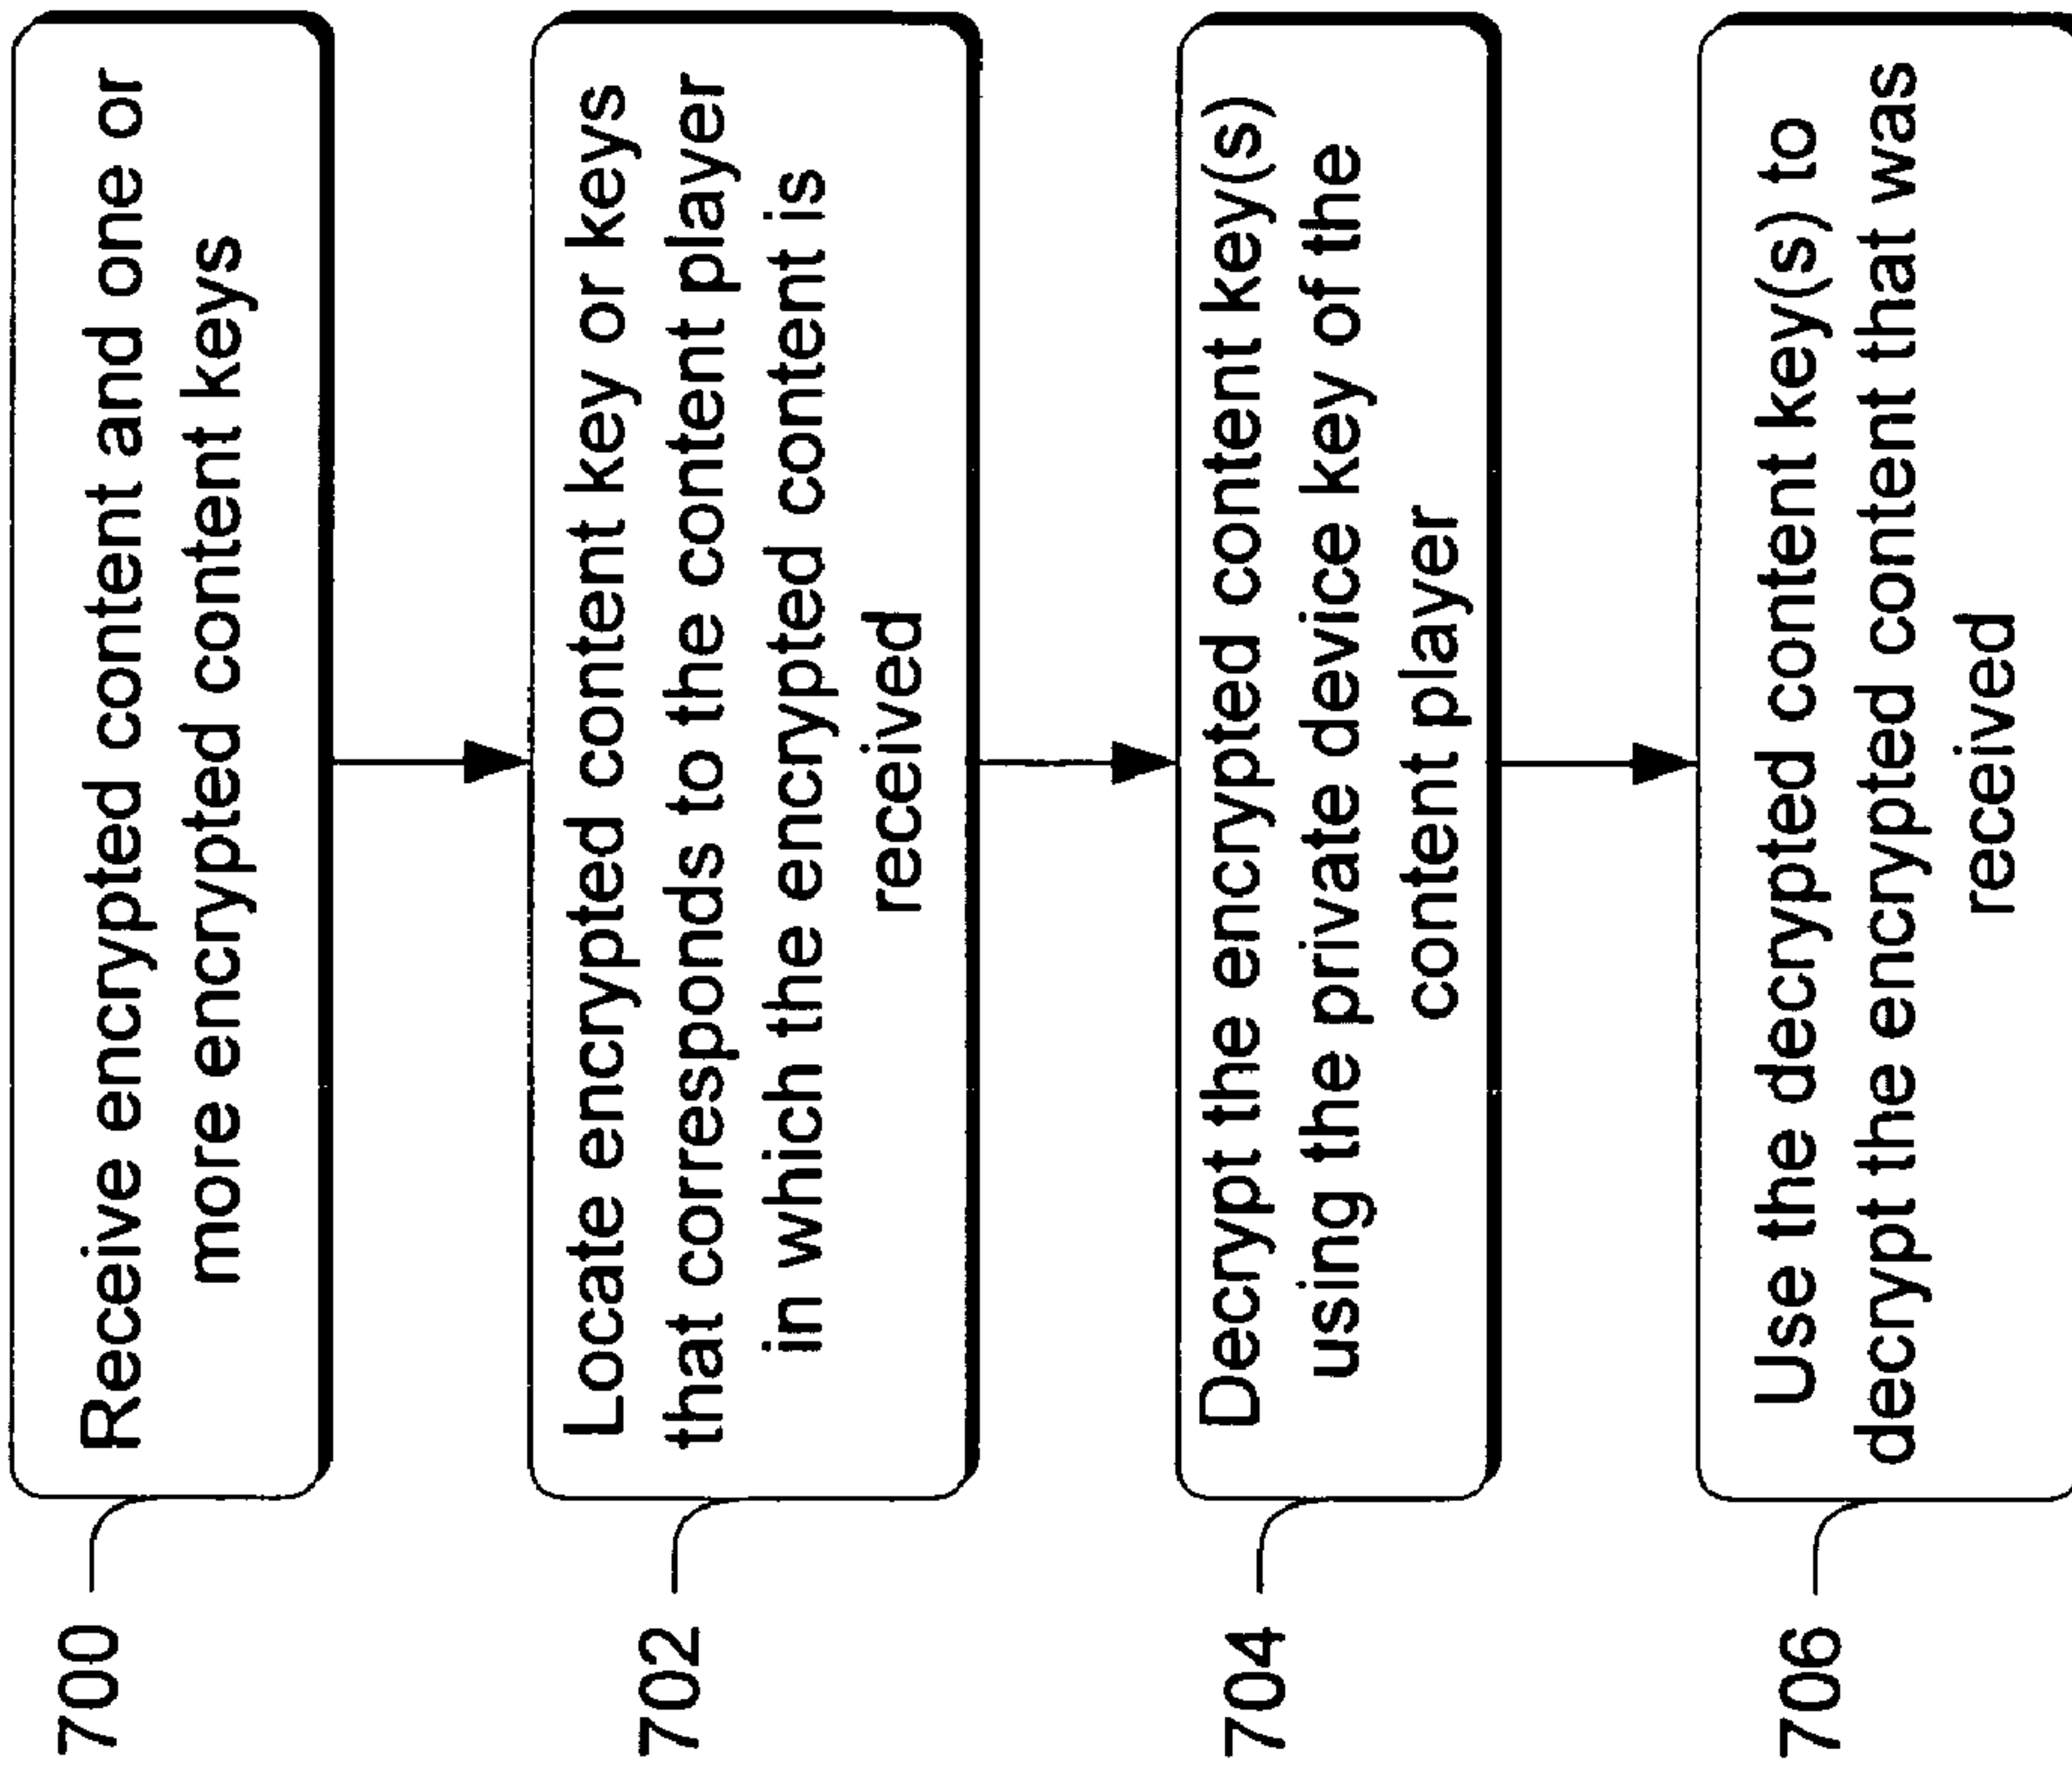 700
Receive encrypted content and one or
more encrypted content keys
702
Locate encrypted content key or keys
that corresponds to the content player
in which the encrypted content is
received
704
Decrypt the encrypted content key(s)
using the private device key of the
content player
706
Use the decrypted content key(s) to
decrypt the encrypted content that was
received